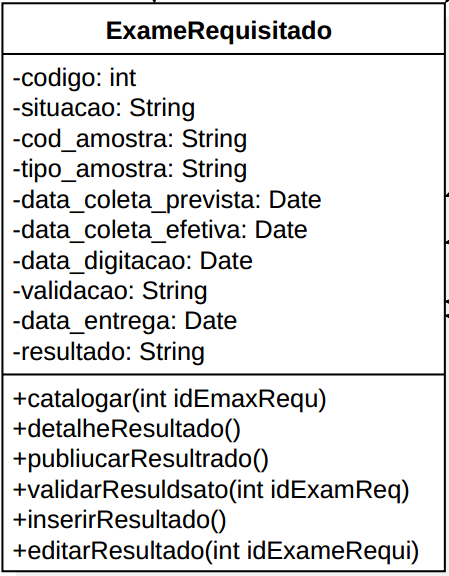 ExameRequisitado
-codigo: int
-situacao: String
-cod_amostra: String
-tipo_amostra: String
-data_coleta_prevista: Date
-data_coleta_efetiva: Date
-data_digitacao: Date
-validacao: String
-data_entrega: Date
-resultado: String
+catalogar(int idEmaxRequ)
+detalheResultado()
+publiucarResultrado()
+validarResuldsato(int idExamReq)
+inserirResultado()
+editarResultado(int idExameRequi)